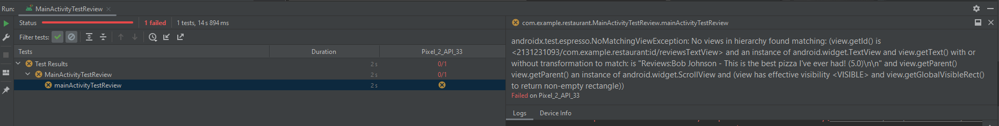 Run: MainActivityTestReview
Status 1 failed 1 tests, 14 s 894 ms
com.example.restaurant.MainActivityTestReview.mainActivityTestReview
Filter tests:
Tests Duration Pixel_2_API_33
Test Results 2 s 0/1
MainActivityTestReview 2 s 0/1
mainActivityTestReview 2 s
androidx.test.espresso.NoMatchingViewException: No views in hierarchy found matching: (view.getId() is
<2131231093/com.example.restaurant:id/reviewsTextView> and an instance of android.widget.TextView and view.getText() with or
without transformation to match: is "Reviews:Bob Johnson - This is the best pizza I've ever had! (5.0)\n\n" and view.getParent()
view.getParent() an instance of android.widget.ScrollView and (view has effective visibility <VISIBLE> and view.getGlobalVisibleRect()
to return non-empty rectangle))
Failed on Pixel_2_API_33
Logs Device Info